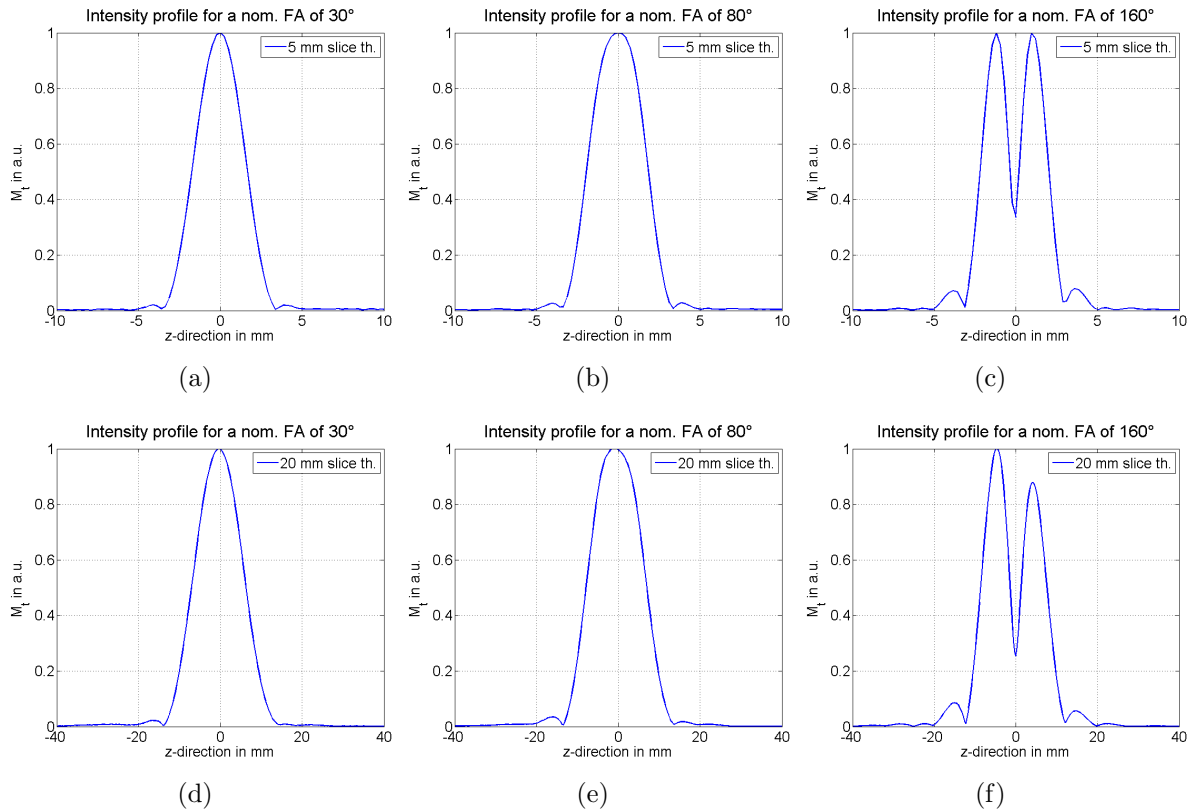 Intensity profile for a nom. FA of 30°
5 mm slice th.
M_t in a.u.
1
0.8
0.6
0.4
0.2
0
-10 -5 0 5 10
z-direction in mm
(a)
Intensity profile for a nom. FA of 80°
5 mm slice th.
M_t in a.u.
1
0.8
0.6
0.4
0.2
0
-10 -5 0 5 10
z-direction in mm
(b)
Intensity profile for a nom. FA of 160°
5 mm slice th.
M_t in a.u.
1
0.8
0.6
0.4
0.2
0
-10 -5 0 5 10
z-direction in mm
(c)
Intensity profile for a nom. FA of 30°
20 mm slice th.
M_t in a.u.
1
0.8
0.6
0.4
0.2
0
-40 -20 0 20 40
z-direction in mm
(d)
Intensity profile for a nom. FA of 80°
20 mm slice th.
M_t in a.u.
1
0.8
0.6
0.4
0.2
0
-40 -20 0 20 40
z-direction in mm
(e)
Intensity profile for a nom. FA of 160°
20 mm slice th.
M_t in a.u.
1
0.8
0.6
0.4
0.2
0
-40 -20 0 20 40
z-direction in mm
(f)